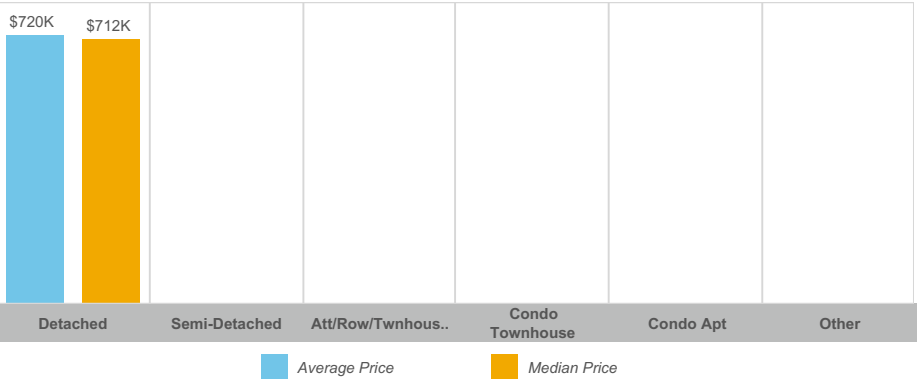 $720K
$712K
Detached
Semi-Detached
Att/Row/Twnhous..
Condo
Townhouse
Condo Apt
Other
Average Price
Median Price